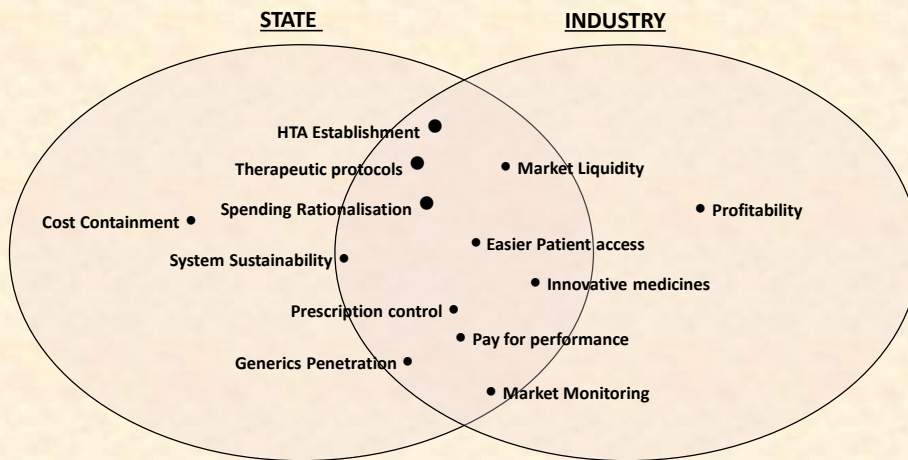 STATE
INDUSTRY
HTA Establishment
Therapeutic protocols
Market Liquidity
Spending Rationalisation
Profitability
Cost Containment
Easier Patient access
System Sustainability
Innovative medicines
Prescription control
Pay for performance
Generics Penetration
Market Monitoring